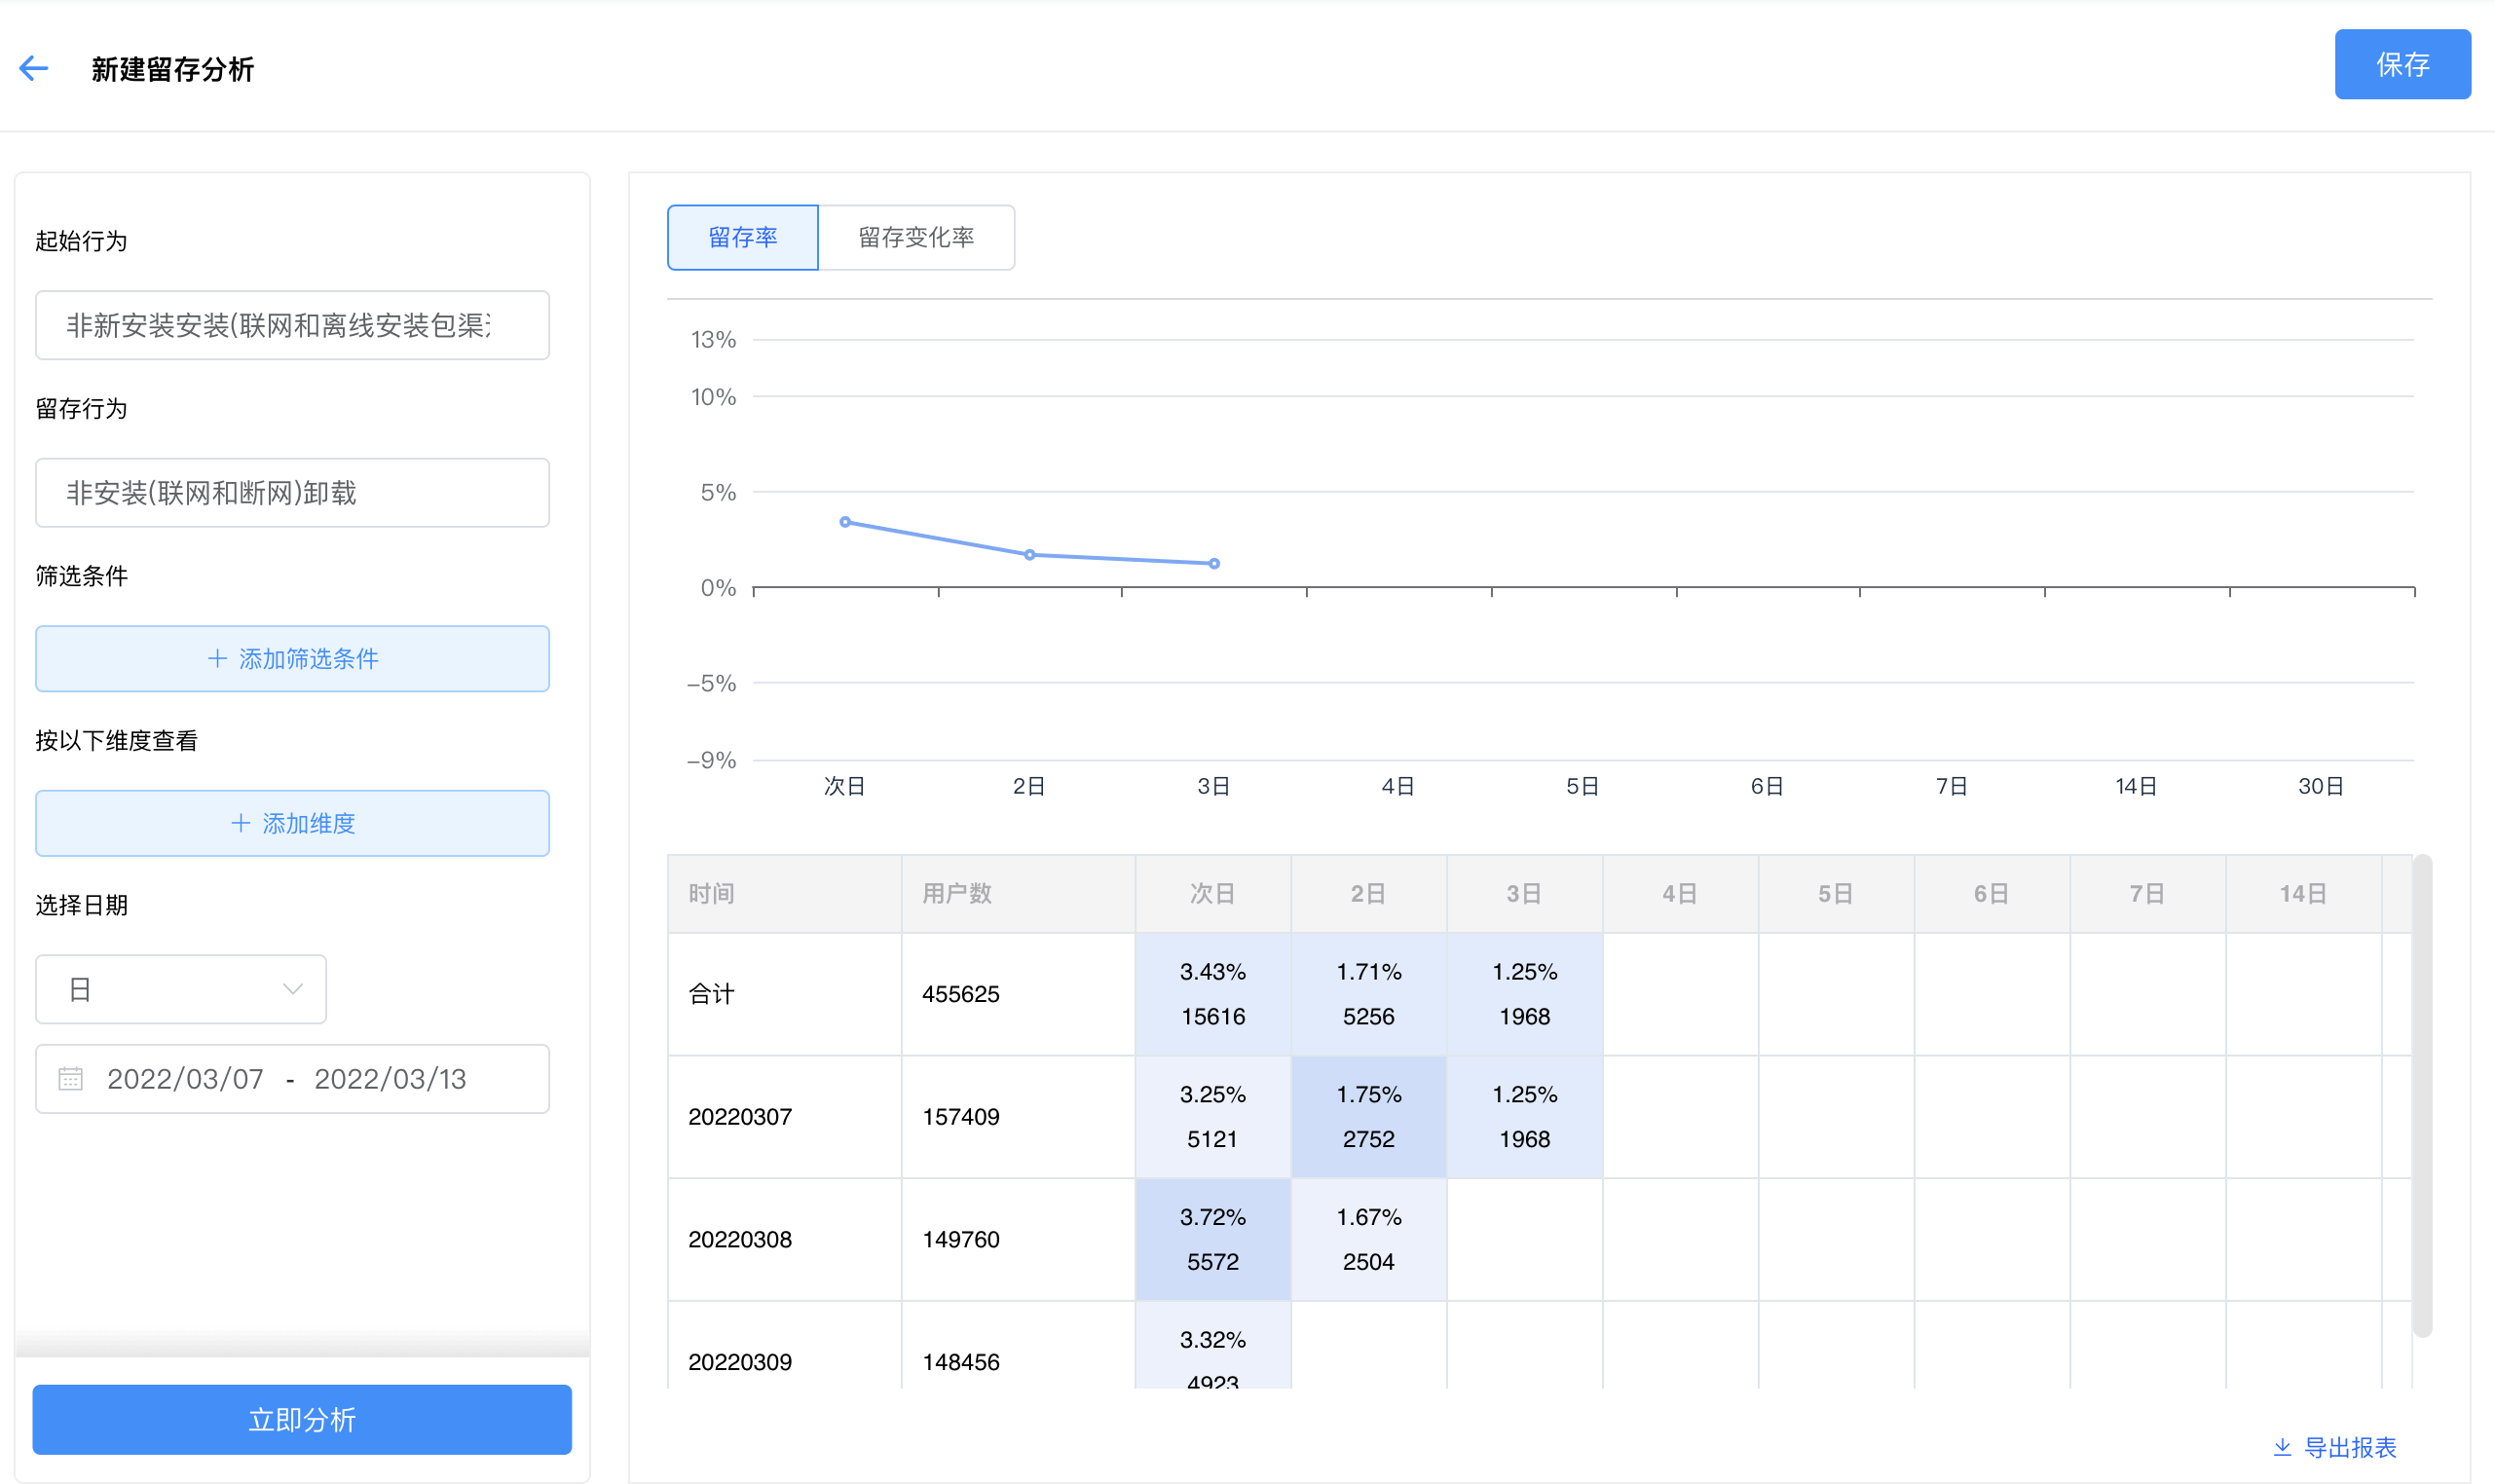 新建留存分析
保存
起始行为
非新安装安装(联网和离线安装包渠
留存行为
非安装(联网和断网)卸载
筛选条件
添加筛选条件
按以下维度查看
添加维度
选择日期
日
2022/03/07 - 2022/03/13
立即分析
留存率 留存变化率
13%
10%
5%
0%
-5%
-9%
次日 2日 3日 4日 5日 6日 7日 14日 30日
时间 用户数 次日 2日 3日 4日 5日 6日 7日 14日
合计 455625 3.43% 1.71% 1.25%
15616 5256 1968
20220307 157409 3.25% 1.75% 1.25%
5121 2752 1968
20220308 149760 3.72% 1.67%
5572 2504
20220309 148456 3.32%
4923
导出报表